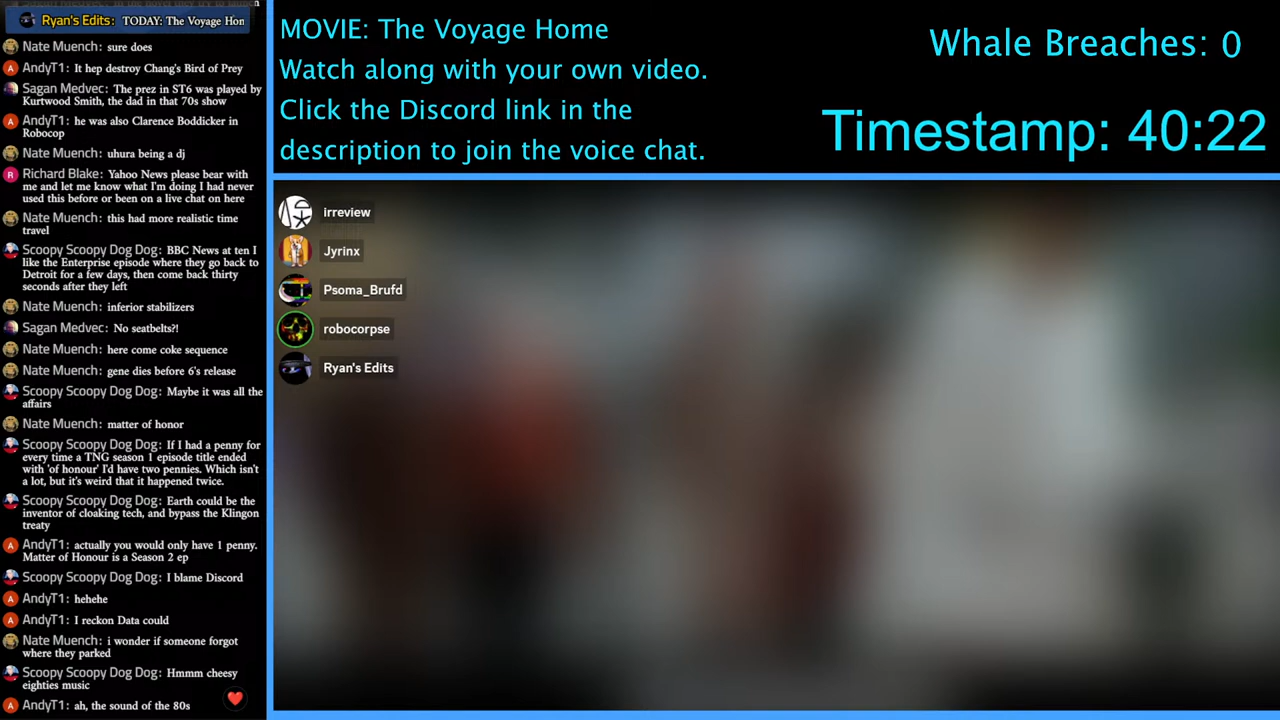 Ryan's Edits: TODAY: The Voyage Hon
Nate Muench: sure does
AndyT1: It hep destroy Chang's Bird of Prey
Sagan Medvec: The prez in ST6 was played by
Kurtwood Smith, the dad in that 70s show
AndyT1: he was also Clarence Boddicker in
Robocop
Nate Muench: uhura being a dj
Richard Blake: Yahoo News please bear with
me and let me know what I'm doing I had never
used this before or been on a live chat on here
Nate Muench: this had more realistic time
travel
Scoopy Scoopy Dog Dog: BBC News at ten I
like the Enterprise episode where they go back to
Detroit for a few days, then come back thirty
seconds after they left
Nate Muench: inferior stabilizers
Sagan Medvec: No seatbelts?!
Nate Muench: here come coke sequence
Nate Muench: gene dies before 6's release
Scoopy Scoopy Dog Dog: Maybe it was all the
affairs
Nate Muench: matter of honor
Scoopy Scoopy Dog Dog: If I had a penny for
every time a TNG season 1 episode title ended
with 'of honour' I'd have two pennies. Which isn't
a lot, but it's weird that it happened twice.
Scoopy Scoopy Dog Dog: Earth could be the
inventor of cloaking tech, and bypass the Klingon
treaty
AndyT1: actually you would only have 1 penny.
Matter of Honour is a Season 2 ep
Scoopy Scoopy Dog Dog: I blame Discord
AndyT1: hehehe
AndyT1: I reckon Data could
Nate Muench: i wonder if someone forgot
where they parked
Scoopy Scoopy Dog Dog: Hmmm cheesy
eighties music
AndyT1: ah, the sound of the 80s
MOVIE: The Voyage Home
Watch along with your own video.
Click the Discord link in the
description to join the voice chat.
Whale Breaches: 0
Timestamp: 40:22
irreview
Jyrinx
Psoma_Brufd
robocorpse
Ryan's Edits